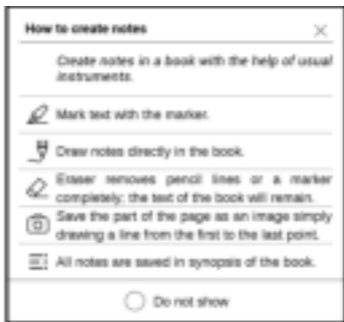 How to create notes
Create notes in a book with the help of usual
instruments.
Mark text with the marker.
Draw notes directly in the book.
Eraser removes pencil lines or a marker
completely; the text of the book will remain.
Save the part of the page as an image simply
drawing a line from the first to the last point.
All notes are saved in synopsis of the book.
Do not show